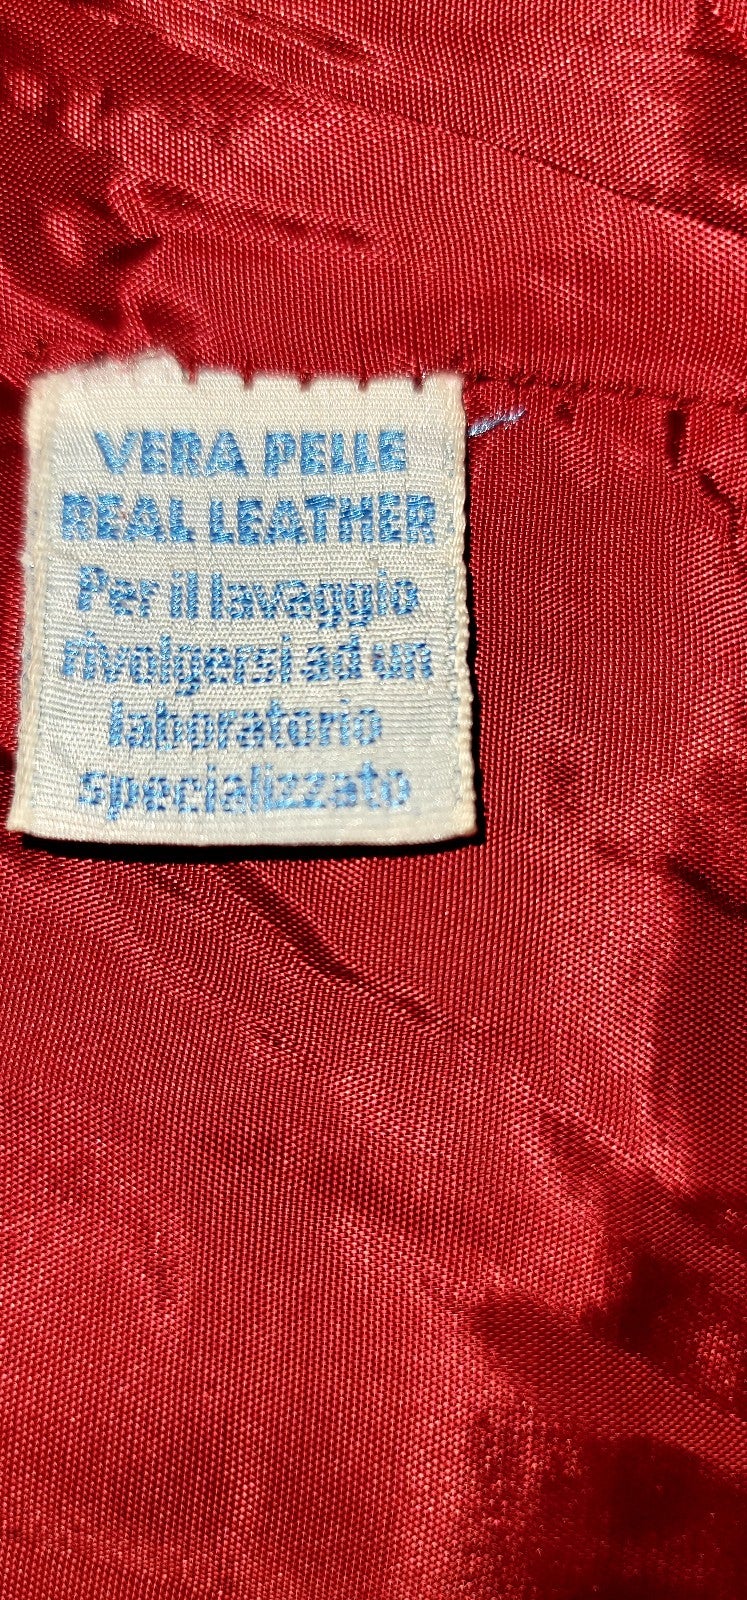 VERA PELLE
REAL LEATHER
Per il lavaggio
rivolgersi ad un
laboratorio
specializzato